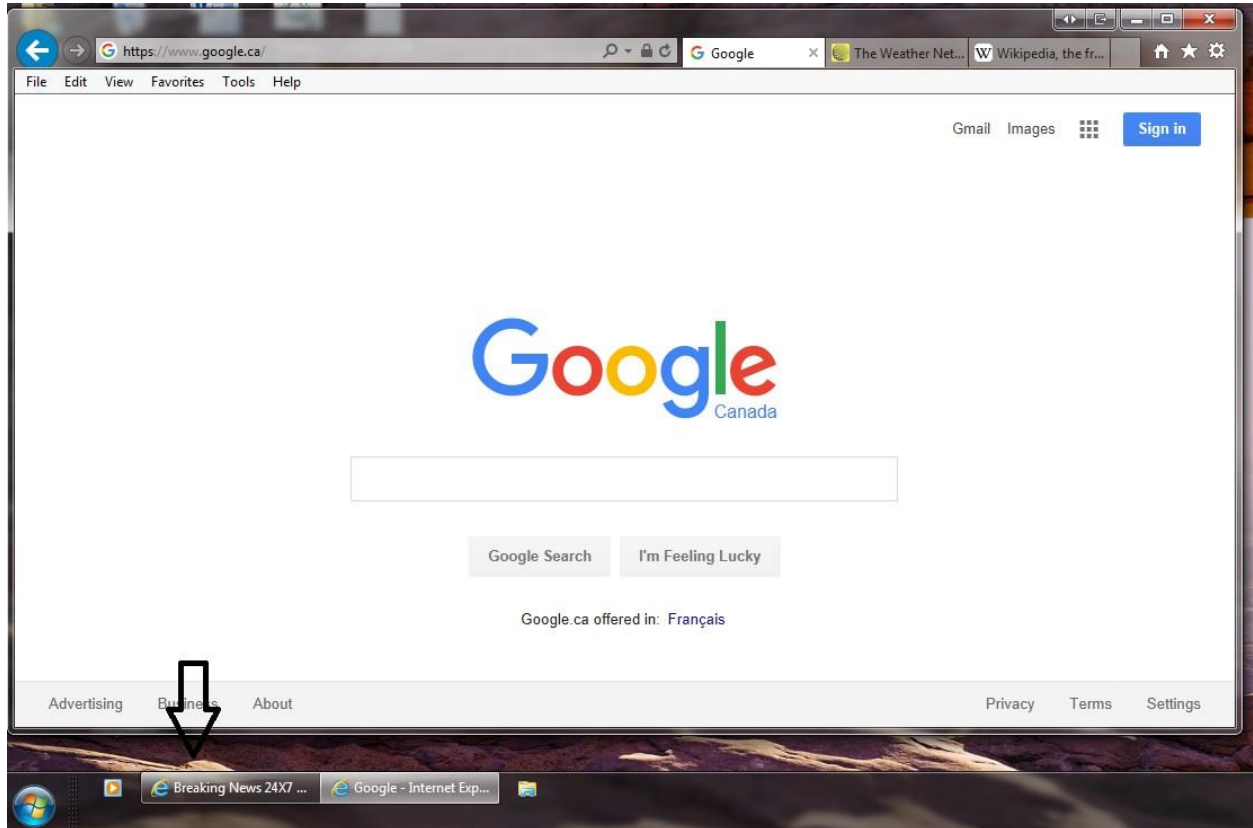 https://www.google.ca/
Google
The Weather Net...
Wikipedia, the fr...
File Edit View Favorites Tools Help
Gmail Images Sign in
Google
Canada
Google Search I'm Feeling Lucky
Google.ca offered in: Français
Advertising Business About Privacy Terms Settings
Breaking News 24X7 ... Google - Internet Exp...